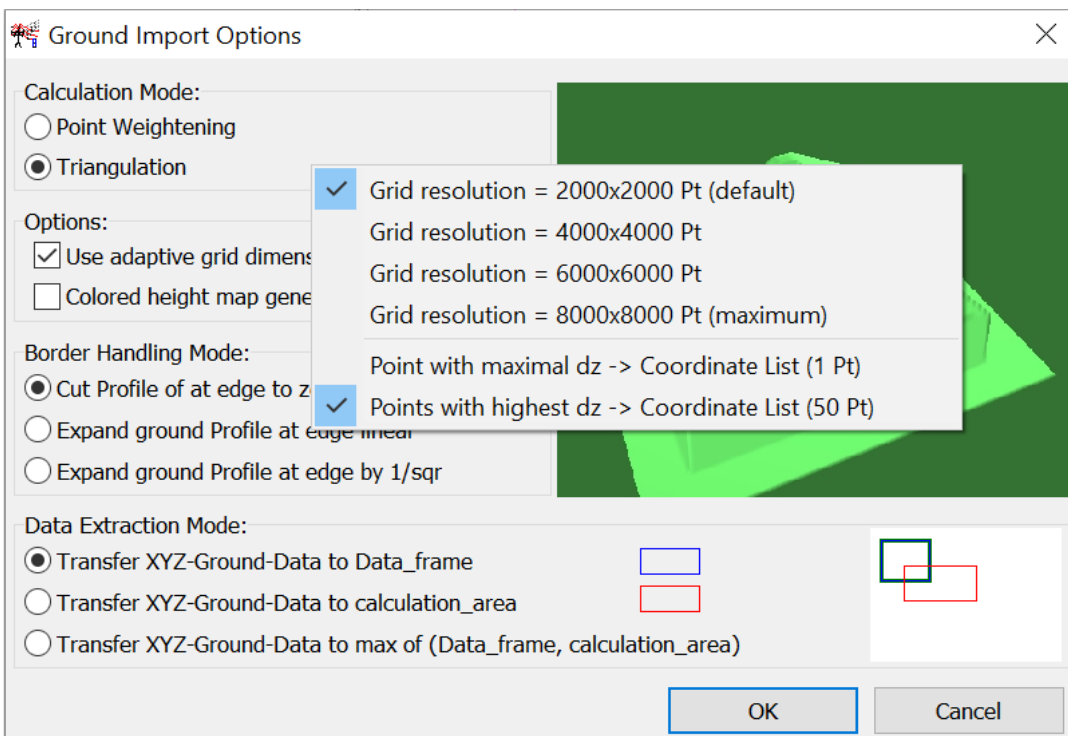 Ground Import Options
Calculation Mode:
Point Weightening
Triangulation
Grid resolution = 2000x2000 Pt (default)
Grid resolution = 4000x4000 Pt
Grid resolution = 6000x6000 Pt
Grid resolution = 8000x8000 Pt (maximum)
Point with maximal dz -> Coordinate List (1 Pt)
Points with highest dz -> Coordinate List (50 Pt)
Options:
Use adaptive grid dimens
Colored height map gene
Border Handling Mode:
Cut Profile of at edge to z
Expand ground Profile at edge linear
Expand ground Profile at edge by 1/sqr
Data Extraction Mode:
Transfer XYZ-Ground-Data to Data_frame
Transfer XYZ-Ground-Data to calculation_area
Transfer XYZ-Ground-Data to max of (Data_frame, calculation_area)
OK
Cancel